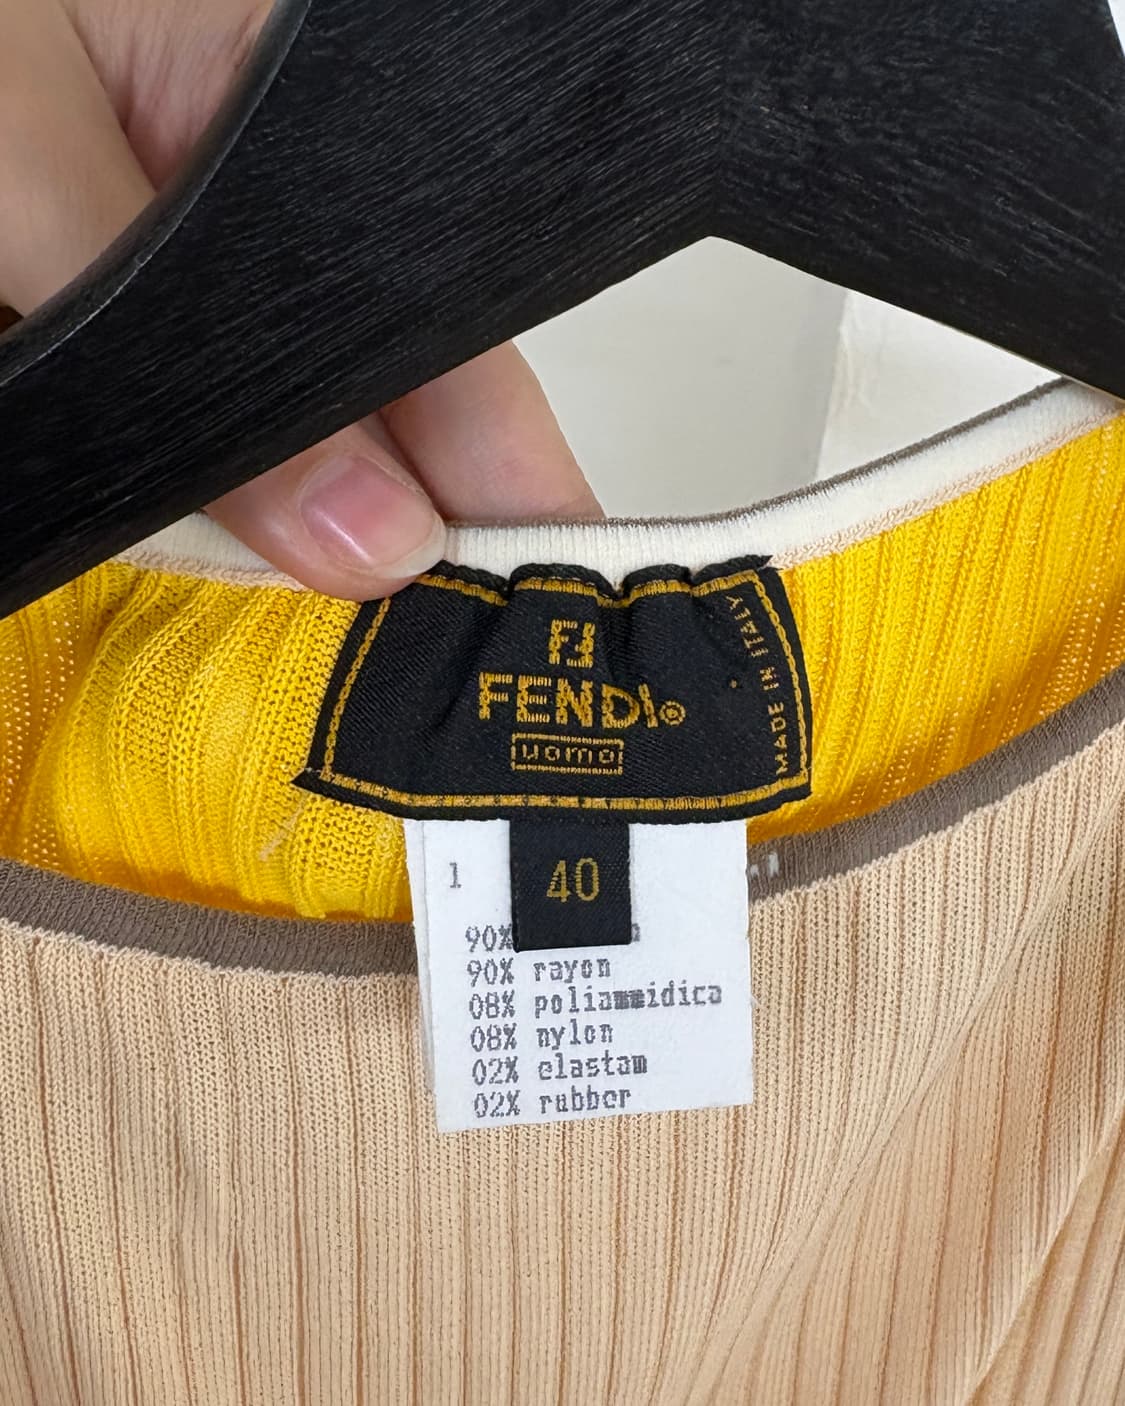 FF
FENDI®
uomo
MADE IN ITALY
40
1
90%
90% rayon
08% poliammidica
08% nylon
02% elastam
02% rubber